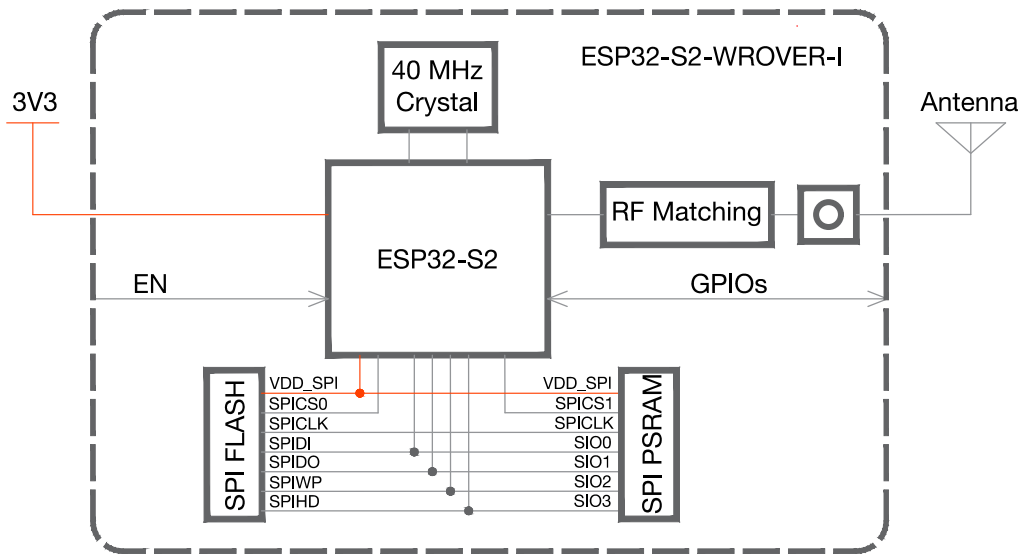 ESP32-S2-WROVER-I
40 MHz
Crystal
3V3
Antenna
RF Matching
ESP32-S2
EN
GPIOs
SPI FLASH
VDD_SPI
SPICS0
SPICLK
SPIDI
SPIDO
SPIWP
SPIHD
VDD_SPI
SPICS1
SPICLK
SIO0
SIO1
SIO2
SIO3
SPI PSRAM